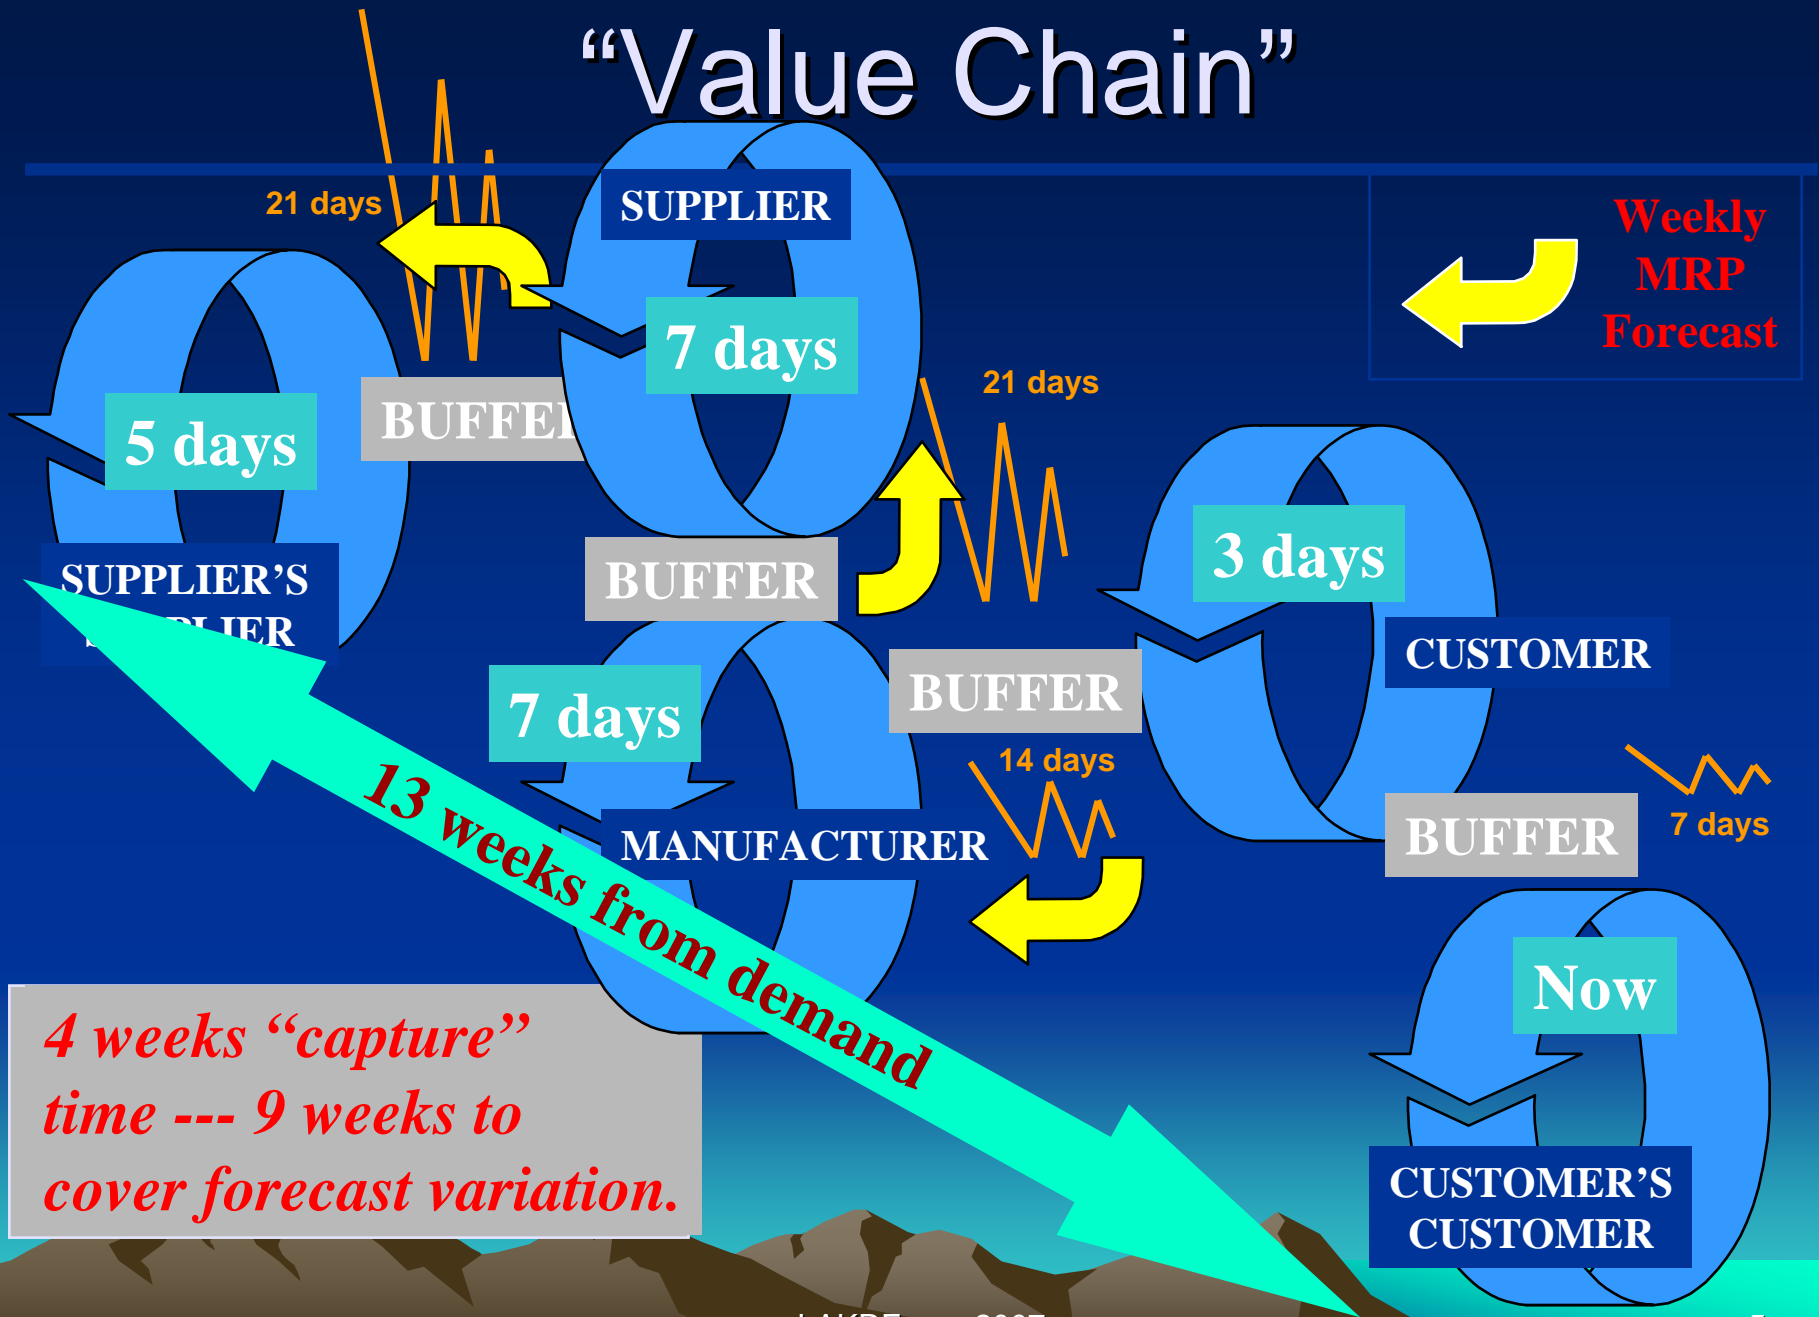 “Value Chain”
21 days
SUPPLIER
Weekly
MRP
Forecast
7 days
BUFFER
5 days
21 days
SUPPLIER’S
SUPPLIER
BUFFER
3 days
CUSTOMER
7 days
BUFFER
14 days
MANUFACTURER
BUFFER
7 days
13 weeks from demand
Now
4 weeks “capture”
time --- 9 weeks to
cover forecast variation.
CUSTOMER’S
CUSTOMER